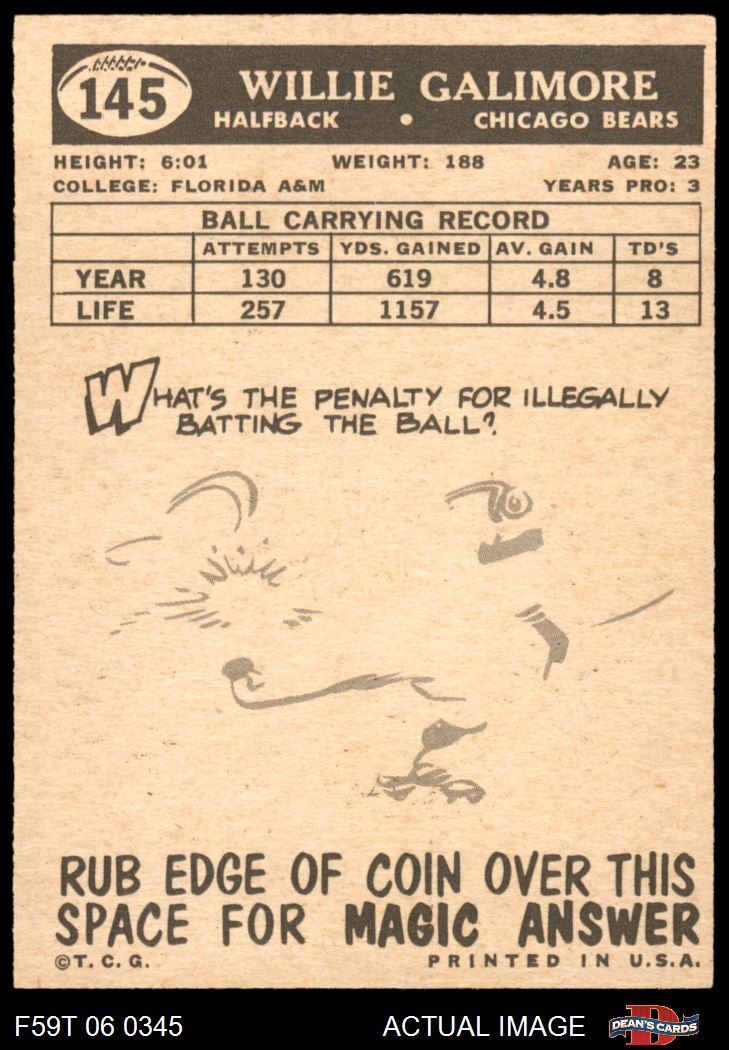 145
WILLIE GALIMORE
HALFBACK • CHICAGO BEARS
HEIGHT: 6:01 WEIGHT: 188 AGE: 23
COLLEGE: FLORIDA A&M YEARS PRO: 3
BALL CARRYING RECORD
ATTEMPTS YDS. GAINED AV. GAIN TD'S
YEAR 130 619 4.8 8
LIFE 257 1157 4.5 13
WHAT'S THE PENALTY FOR ILLEGALLY
BATTING THE BALL?
RUB EDGE OF COIN OVER THIS
SPACE FOR MAGIC ANSWER
©T. C. G. PRINTED IN U.S.A.
F59T 06 0345 ACTUAL IMAGE D DEAN'S CARDS